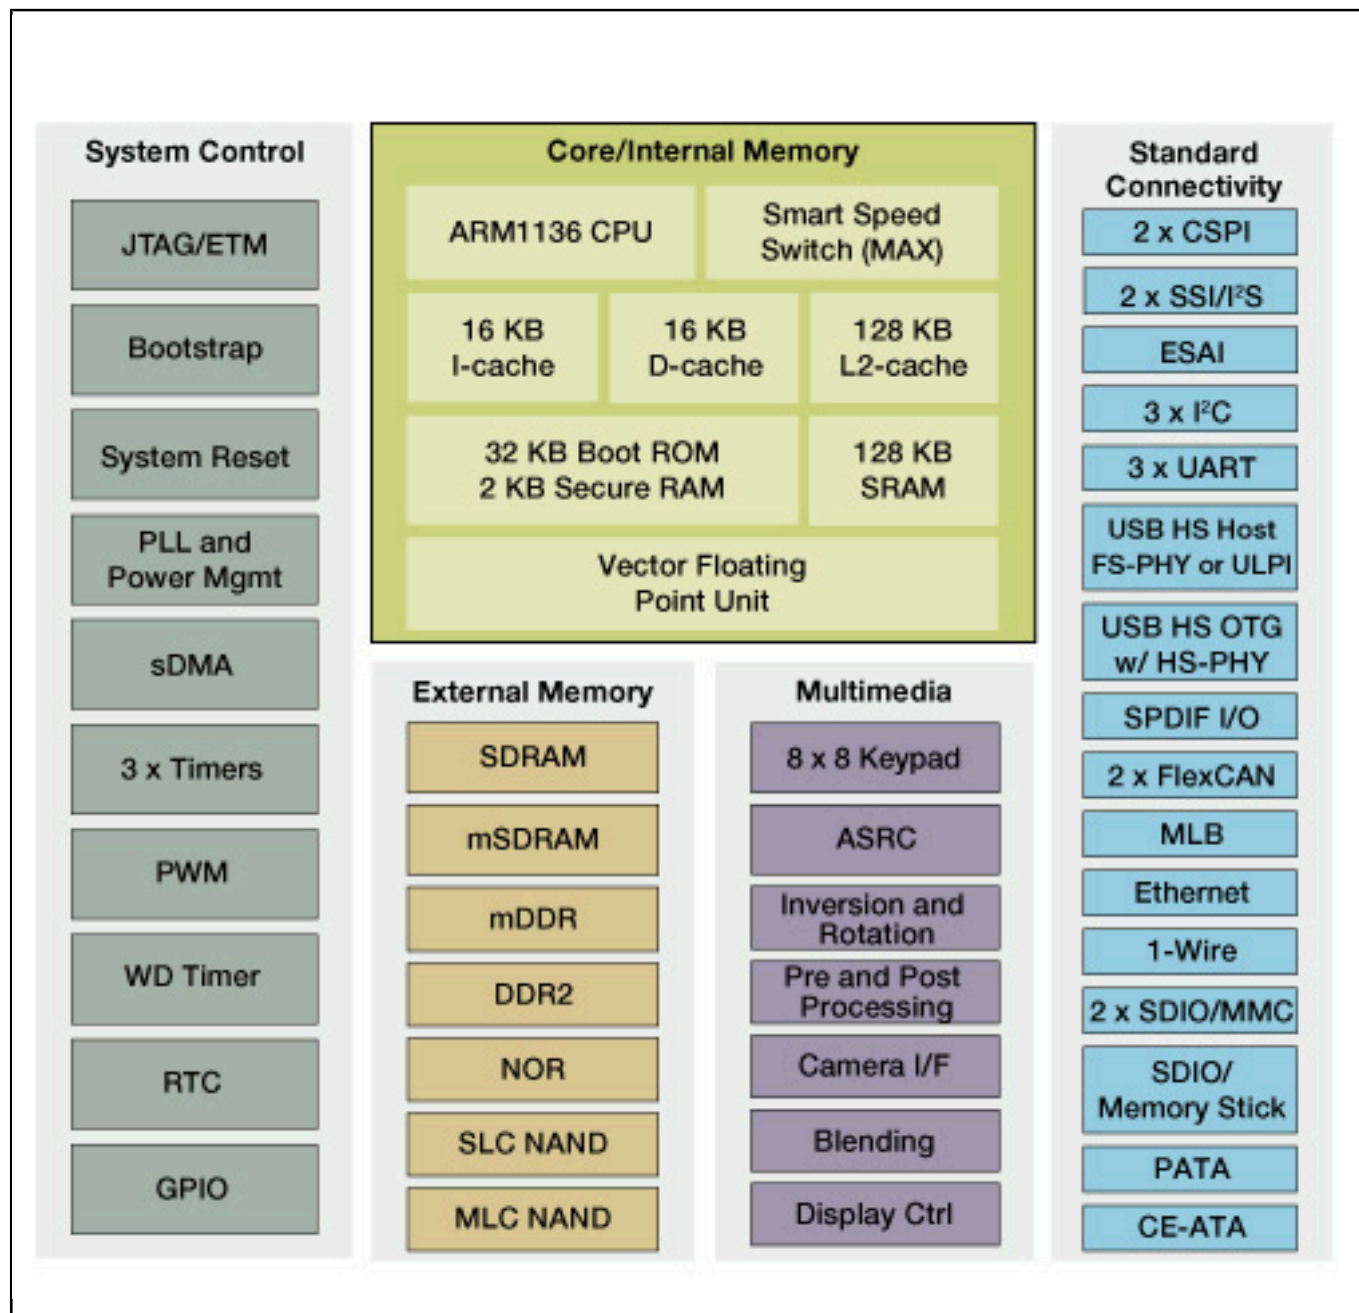 System Control
JTAG/ETM
Bootstrap
System Reset
PLL and
Power Mgmt
sDMA
3 x Timers
PWM
WD Timer
RTC
GPIO
Core/Internal Memory
ARM1136 CPU
Smart Speed
Switch (MAX)
16 KB
I-cache
16 KB
D-cache
128 KB
L2-cache
32 KB Boot ROM
2 KB Secure RAM
128 KB
SRAM
Vector Floating
Point Unit
External Memory
SDRAM
mSDRAM
mDDR
DDR2
NOR
SLC NAND
MLC NAND
Multimedia
8 x 8 Keypad
ASRC
Inversion and
Rotation
Pre and Post
Processing
Camera I/F
Blending
Display Ctrl
Standard
Connectivity
2 x CSPI
2 x SSI/I²S
ESAI
3 x I²C
3 x UART
USB HS Host
FS-PHY or ULPI
USB HS OTG
w/ HS-PHY
SPDIF I/O
2 x FlexCAN
MLB
Ethernet
1-Wire
2 x SDIO/MMC
SDIO/
Memory Stick
PATA
CE-ATA